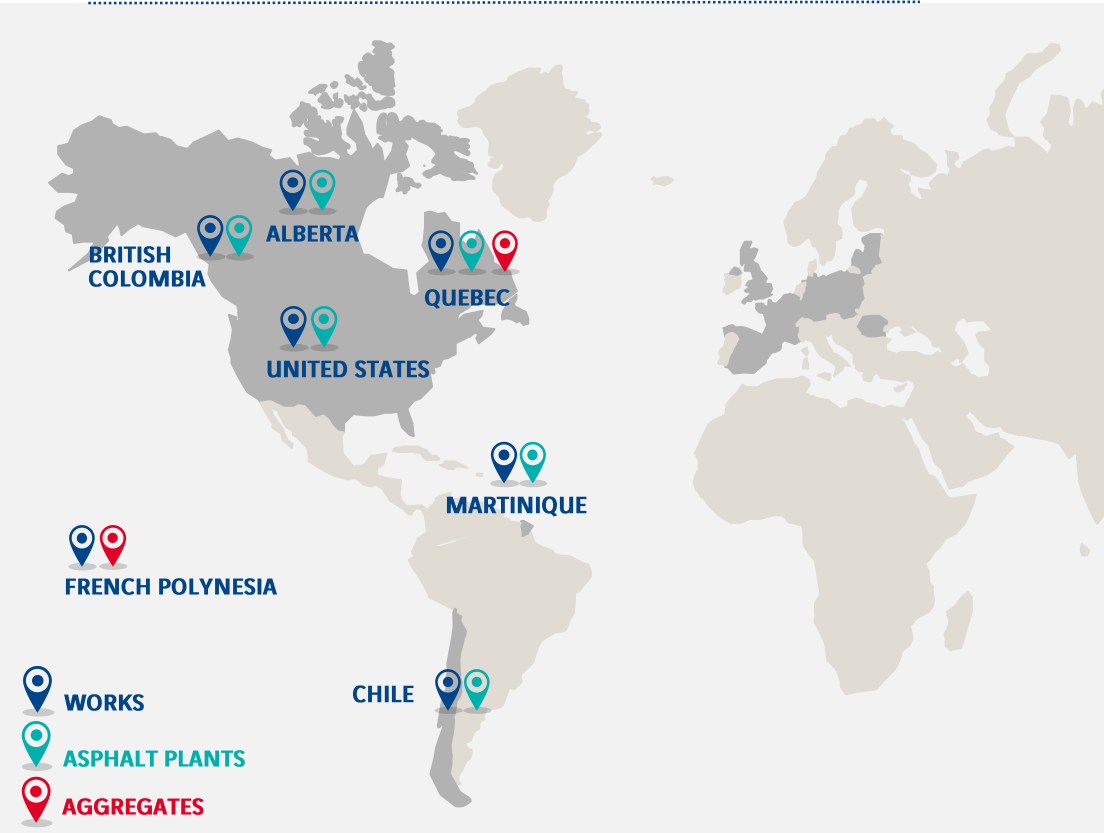 ALBERTA
BRITISH
COLOMBIA
QUEBEC
UNITED STATES
MARTINIQUE
FRENCH POLYNESIA
CHILE
WORKS
ASPHALT PLANTS
AGGREGATES